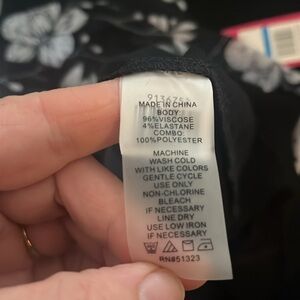 MADE IN CHINA
BODY:
96%VISCOSE
4%ELASTANE
COMBO:
100%POLYESTER
MACHINE
WASH COLD
WITH LIKE COLORS
GENTLE CYCLE
USE ONLY
NON-CHLORINE
BLEACH
IF NECESSARY
LINE DRY
USE LOW IRON
IF NECESSARY
RN#51323